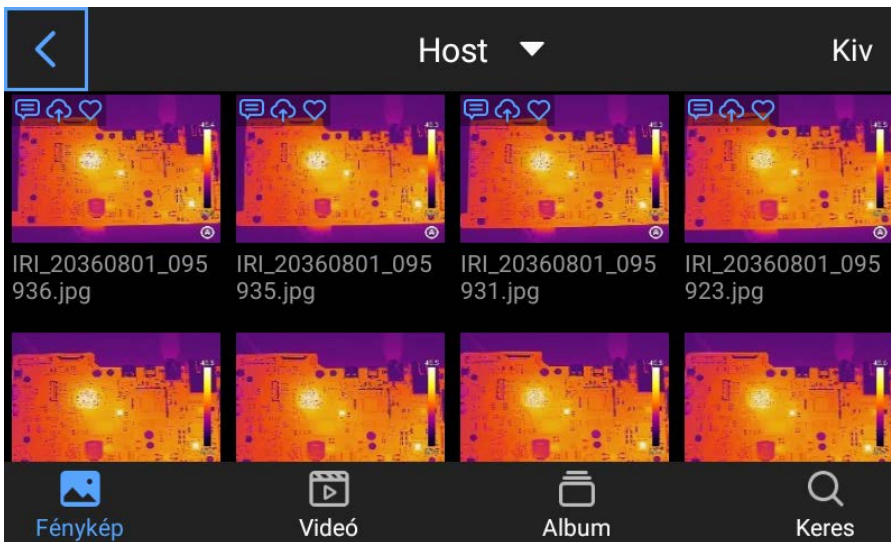 Host
Kiv
IRI_20360801_095
936.jpg
IRI_20360801_095
935.jpg
IRI_20360801_095
931.jpg
IRI_20360801_095
923.jpg
Fénykép
Videó
Album
Keres